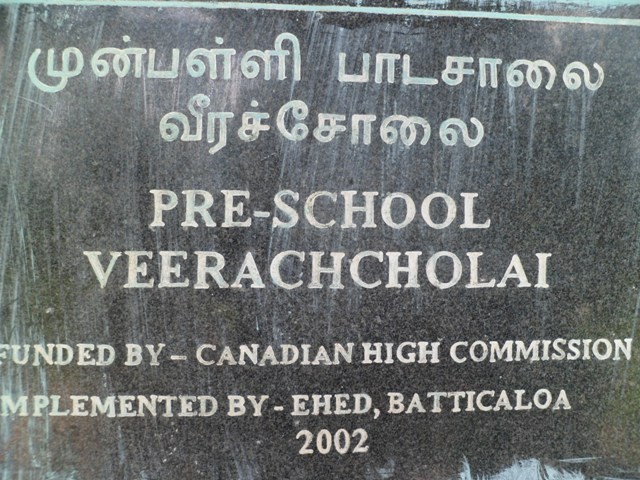 முன்பள்ளி பாடசாலை
வீரச்சோலை
PRE-SCHOOL
VEERACHCHOLAI
FUNDED BY – CANADIAN HIGH COMMISSION
MPLEMENTED BY - EHED, BATTICALOA
2002